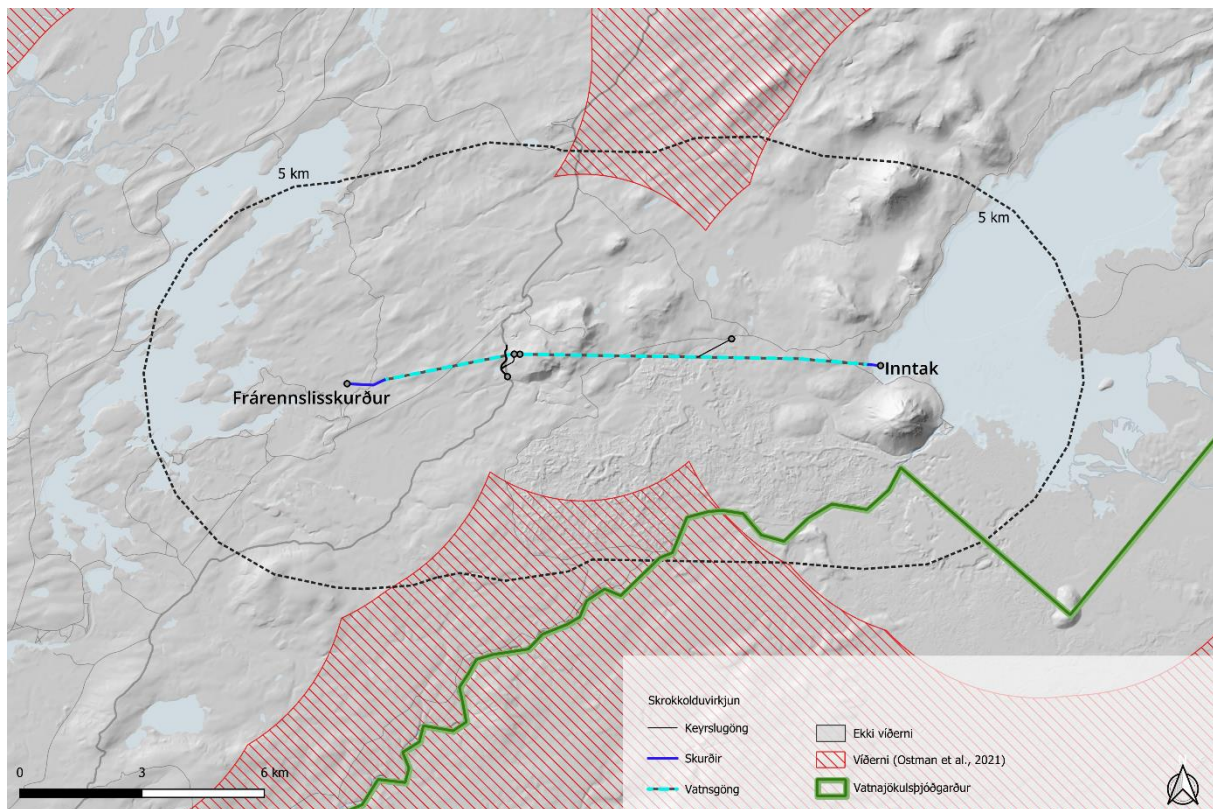 5 km
5 km
Inntak
Frárennslisskurður
Skrokkolduvirkjun
Keyrslugöng
Skurðir
Vatnsgöng
Ekki víðerni
Víðerni (Ostman et al., 2021)
Vatnajökulsþjóðgarður
0 3 6 km